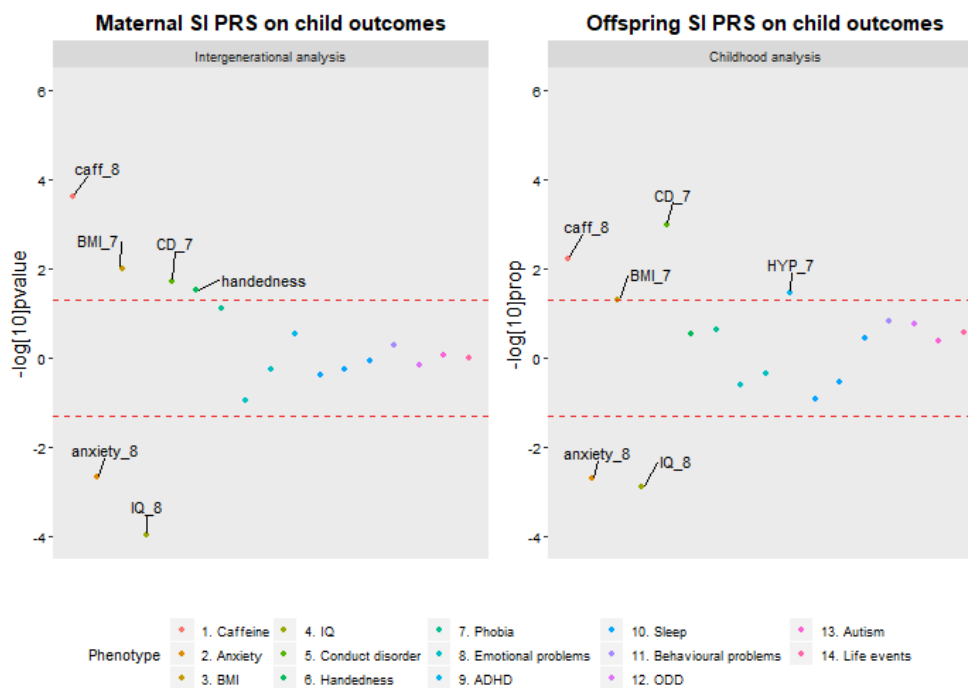 Maternal SI PRS on child outcomes
Intergenerational analysis
-log[10]pvalue
6
4
2
0
-2
-4
caff_8
BMI_7
CD_7
handedness
anxiety_8
IQ_8
Offspring SI PRS on child outcomes
Childhood analysis
-log[10]prop
6
4
2
0
-2
-4
CD_7
caff_8
BMI_7
HYP_7
anxiety_8
IQ_8
Phenotype
1. Caffeine
2. Anxiety
3. BMI
4. IQ
5. Conduct disorder
6. Handedness
7. Phobia
8. Emotional problems
9. ADHD
10. Sleep
11. Behavioural problems
12. ODD
13. Autism
14. Life events